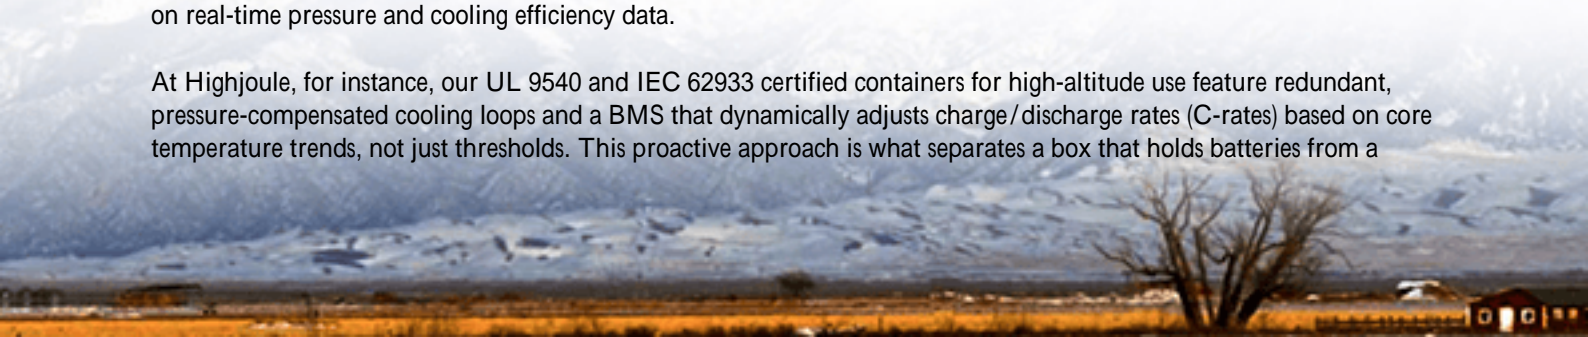 on real-time pressure and cooling efficiency data.
At Highjoule, for instance, our UL 9540 and IEC 62933 certified containers for high-altitude use feature redundant,
pressure-compensated cooling loops and a BMS that dynamically adjusts charge/discharge rates (C-rates) based on core
temperature trends, not just thresholds. This proactive approach is what separates a box that holds batteries from a